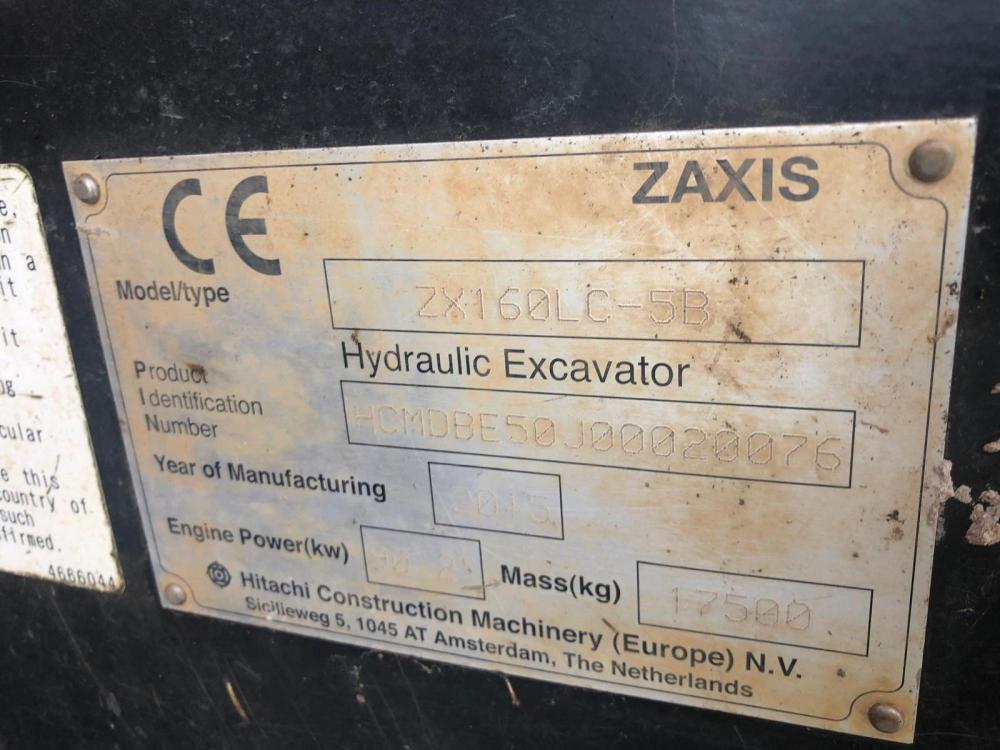 e,
n
n a
it
it
og
cular
e this
country of
such
firmed.
4666044
CE
ZAXIS
Model/type
ZX160LC-5B
Hydraulic Excavator
Product
Identification
Number
HCMDBE50J00020076
Year of Manufacturing
2015
Engine Power(kw)
Mass(kg)
17500
Hitachi Construction Machinery (Europe) N.V.
Sicilieweg 5, 1045 AT Amsterdam, The Netherlands